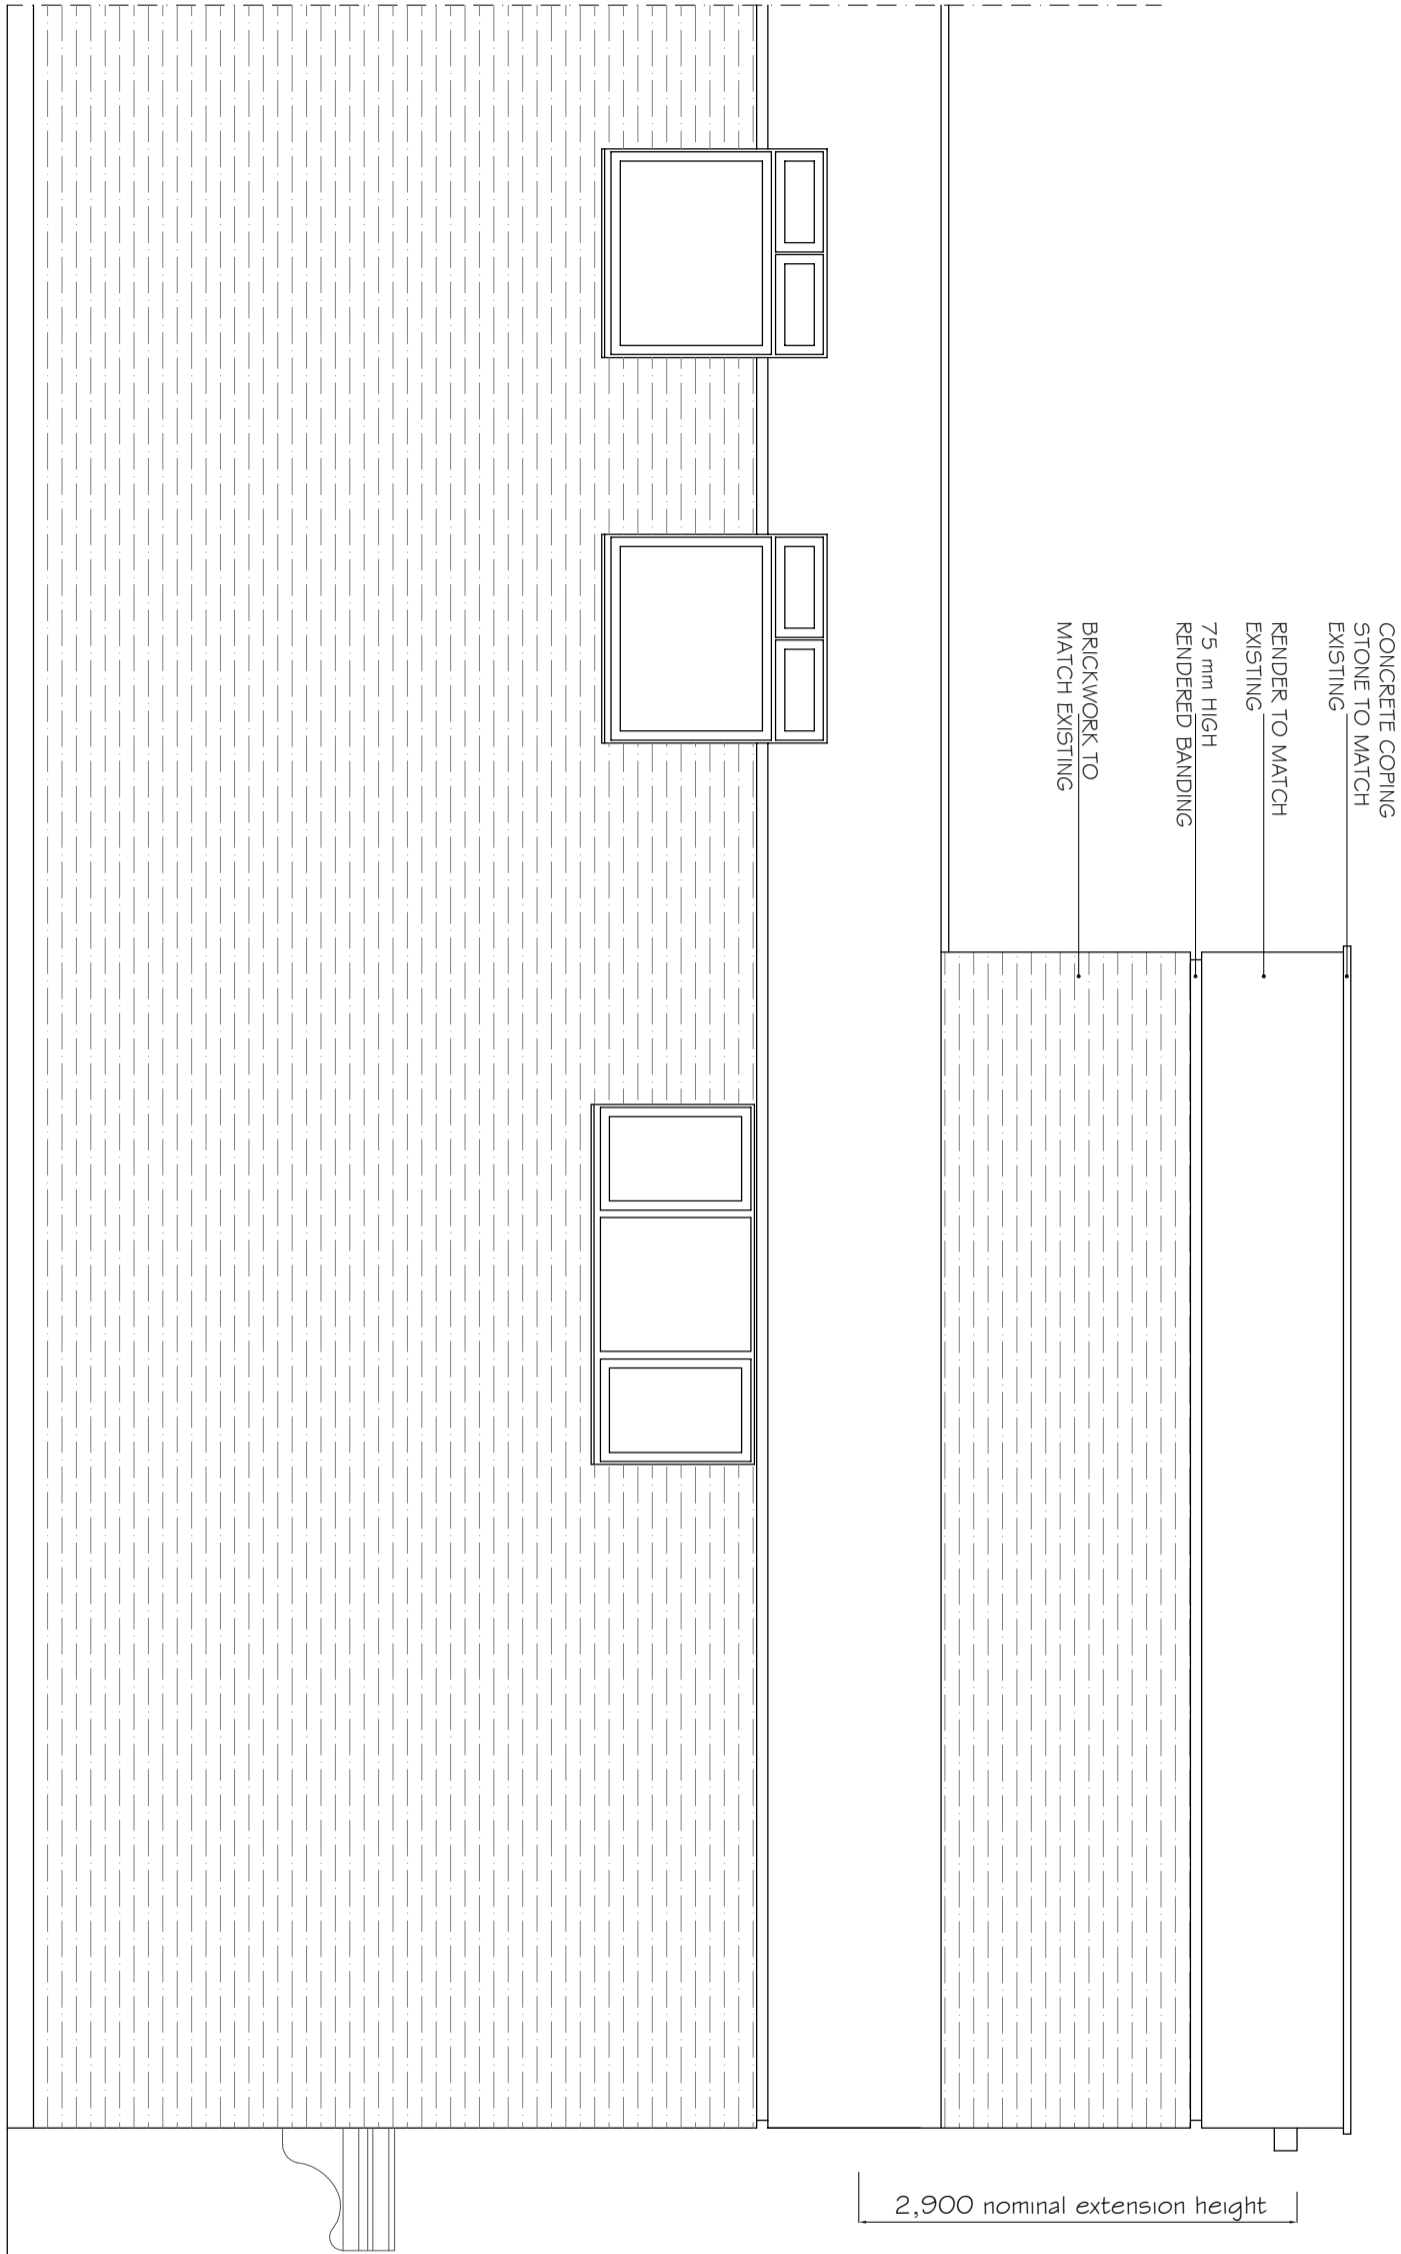 CONCRETE COPING
STONE TO MATCH
EXISTING
RENDER TO MATCH
EXISTING
75 mm HIGH
RENDERED BANDING
BRICKWORK TO
MATCH EXISTING
2,900 nominal extension height